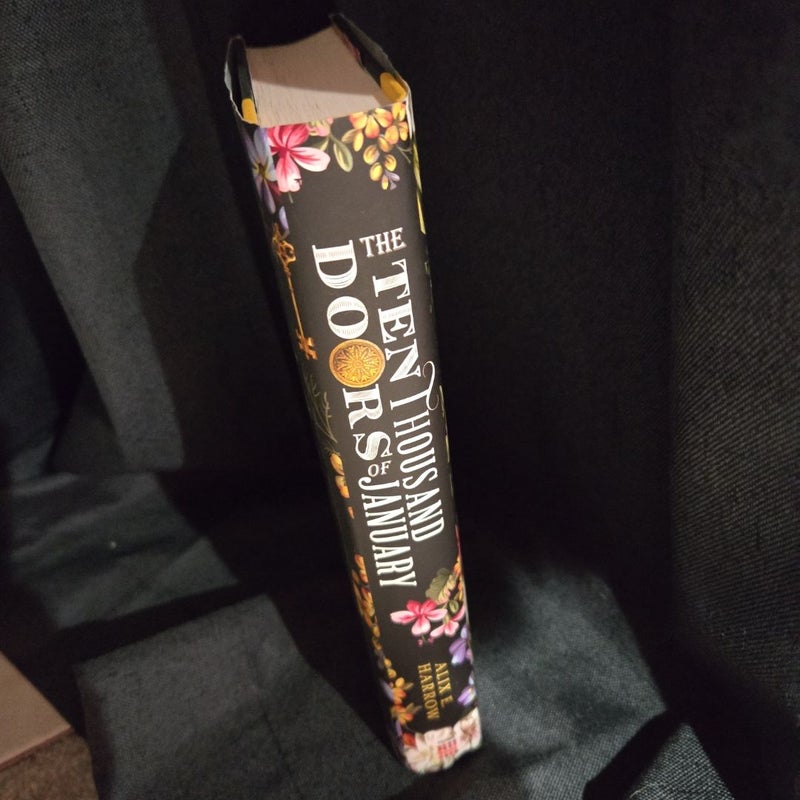 THE TEN THOUSAND
DOORS OF JANUARY
ALIX E.
HARROW